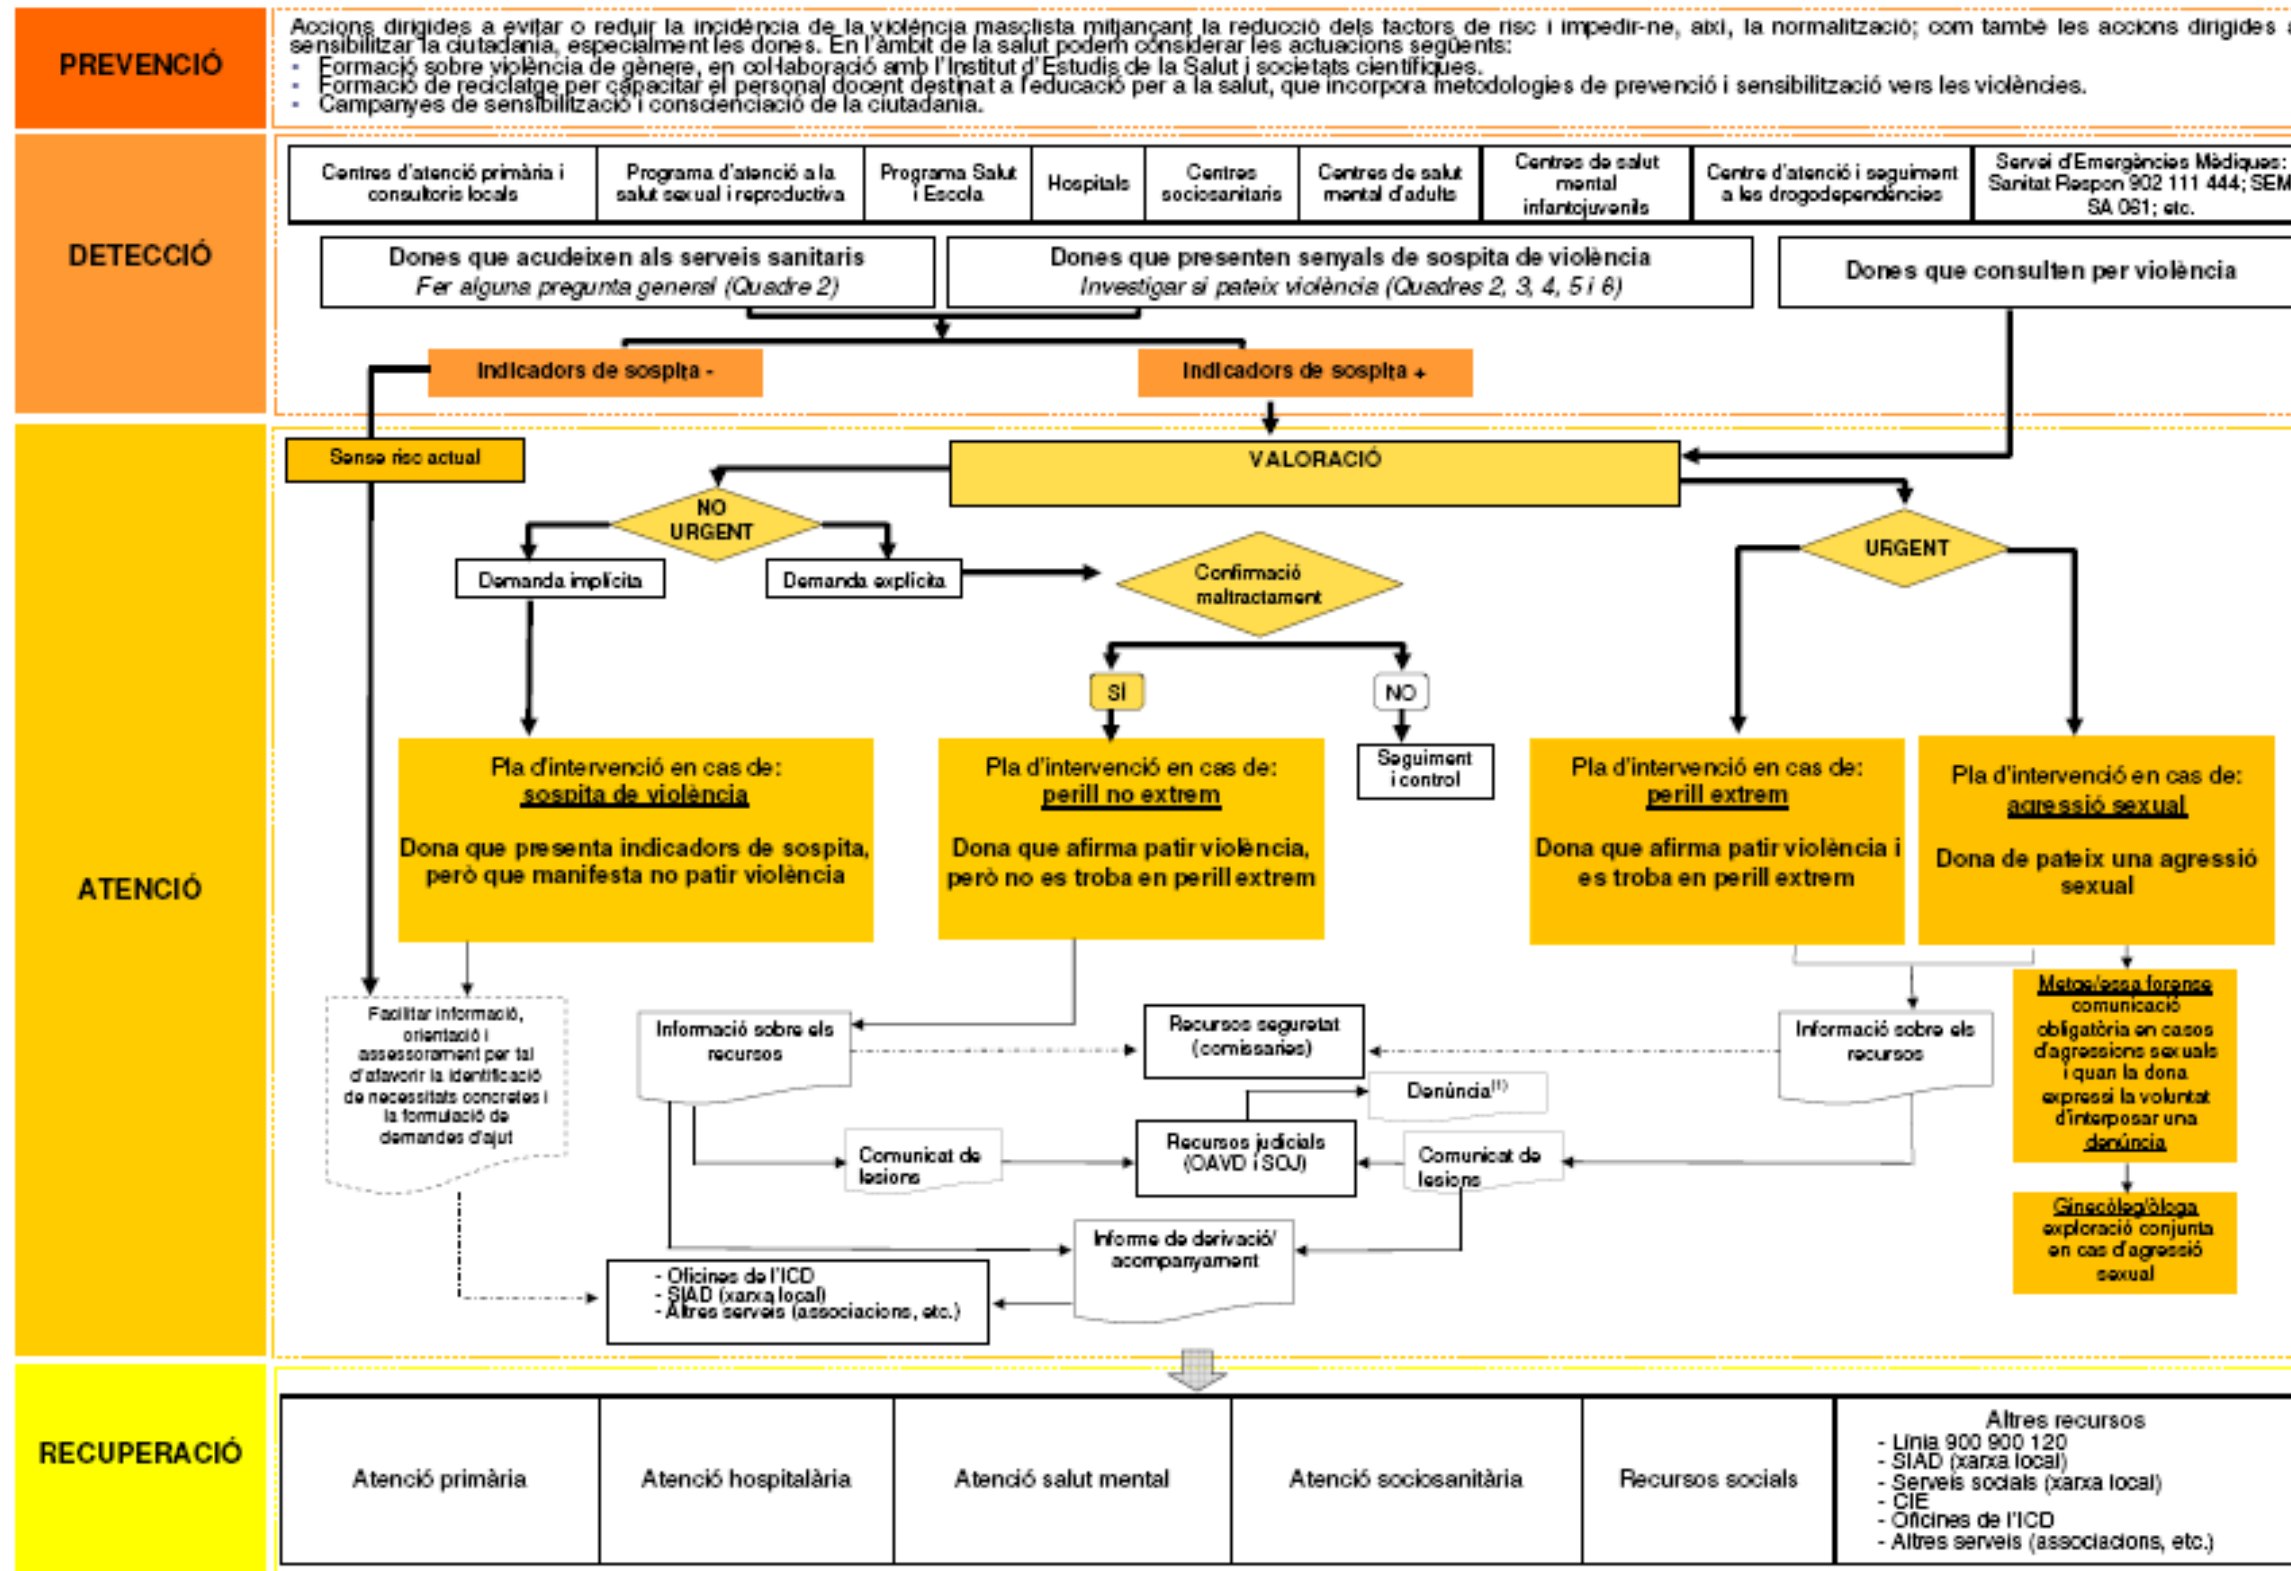 PREVENCIÓ
Accions dirigides a evitar o reduir la incidència de la violència masclista mitjançant la reducció dels factors de risc i impedir-ne, així, la normalització; com també les accions dirigides a
sensibilitzar la ciutadania, especialment les dones. En l'àmbit de la salut podem considerar les actuacions següents:
- Formació sobre violència de gènere, en col·laboració amb l'Institut d'Estudis de la Salut i societats científiques.
- Formació de reciclatge per capacitar el personal docent destinat a l'educació per a la salut, que incorpora metodologies de prevenció i sensibilització vers les violències.
- Campanyes de sensibilització i conscienciació de la ciutadania.
DETECCIÓ
Centres d'atenció primària i
consultoris locals
Programa d'atenció a la
salut sexual i reproductiva
Programa Salut
i Escola
Hospitals
Centres
sociosanitaris
Centres de salut
mental d'adults
Centres de salut
mental
infantojuvenils
Centre d'atenció i seguiment
a les drogodependències
Servei d'Emergències Mèdiques:
Sanitat Respon 902 111 444; SEM
SA 061; etc.
Dones que acudeixen als serveis sanitaris
Fer alguna pregunta general (Quadre 2)
Dones que presenten senyals de sospita de violència
Investigar si pateix violència (Quadres 2, 3, 4, 5 i 6)
Dones que consulten per violència
Indicadors de sospita -
Indicadors de sospita +
ATENCIÓ
Sense risc actual
VALORACIÓ
NO
URGENT
URGENT
Demanda implícita
Demanda explícita
Confirmació
maltractament
SÍ
NO
Seguiment
i control
Pla d'intervenció en cas de:
sospita de violència
Dona que presenta indicadors de sospita,
però que manifesta no patir violència
Pla d'intervenció en cas de:
perill no extrem
Dona que afirma patir violència,
però no es troba en perill extrem
Pla d'intervenció en cas de:
perill extrem
Dona que afirma patir violència i
es troba en perill extrem
Pla d'intervenció en cas de:
agressió sexual
Dona de pateix una agressió
sexual
Facilitar informació,
orientació i
assessorament per tal
d'afavorir la identificació
de necessitats concretes i
la formulació de
demandes d'ajut
Informació sobre els
recursos
Recursos seguretat
(comissaries)
Informació sobre els
recursos
Metge/essa forense
comunicació
obligatòria en casos
d'agressions sexuals
i quan la dona
expressi la voluntat
d'interposar una
denúncia
Denúncia(1)
Comunicat de
lesions
Recursos judicials
(OAVD i SOJ)
Comunicat de
lesions
Ginecòleg/òloga
exploració conjunta
en cas d'agressió
sexual
Informe de derivació/
acompanyament
- Oficines de l'ICD
- SIAD (xarxa local)
- Altres serveis (associacions, etc.)
RECUPERACIÓ
Atenció primària
Atenció hospitalària
Atenció salut mental
Atenció sociosanitària
Recursos socials
Altres recursos
- Línia 900 900 120
- SIAD (xarxa local)
- Serveis socials (xarxa local)
- CIE
- Oficines de l'ICD
- Altres serveis (associacions, etc.)